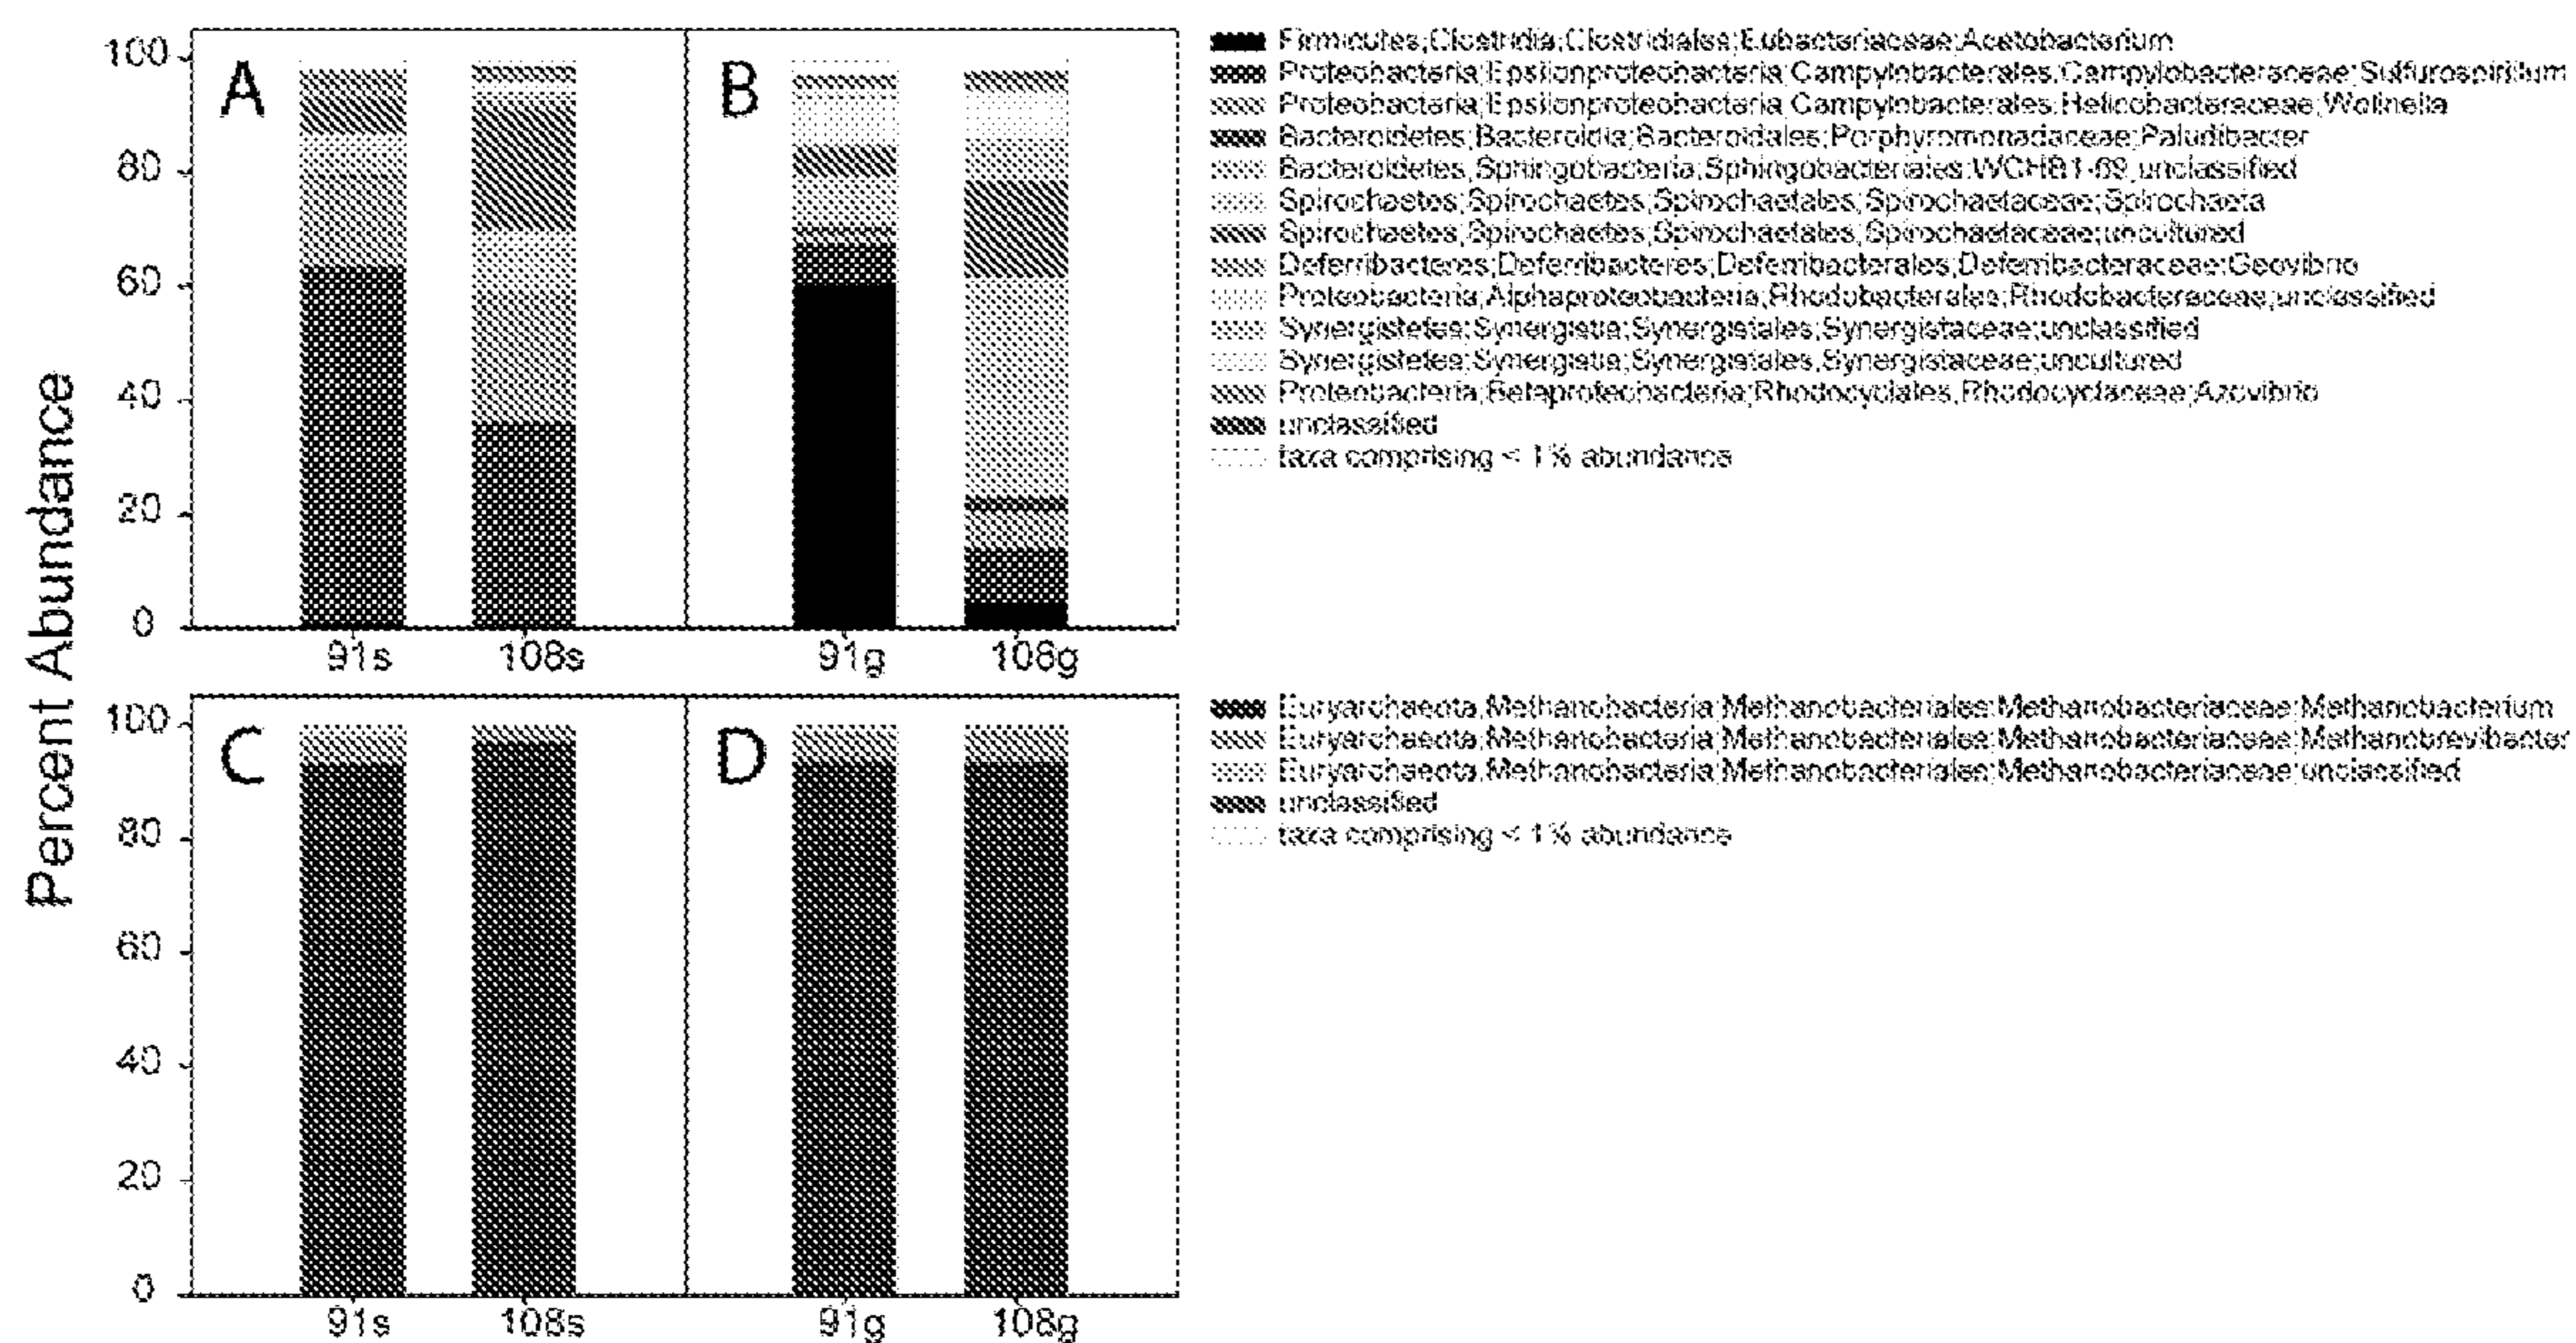 Percent Abundance
100
80
60
40
20
0
A
B
91s 108s 91g 108g
Firmicutes;Clostridia;Clostridiales;Eubacteriaceae;Acetobacterium
Proteobacteria;Epsilonproteobacteria;Campylobacterales;Campylobacteraceae;Sulfurospirillum
Proteobacteria;Epsilonproteobacteria;Campylobacterales;Helicobacteraceae;Wolinella
Bacteroidetes;Bacteroidia;Bacteroidales;Porphyromonadaceae;Paludibacter
Bacteroidetes;Sphingobacteria;Sphingobacteriales;WCHB1-69;unclassified
Spirochaetes;Spirochaetes;Spirochaetales;Spirochaetaceae;Spirochaeta
Spirochaetes;Spirochaetes;Spirochaetales;Spirochaetaceae;uncultured
Deferribacteres;Deferribacteres;Deferribacterales;Deferribacteraceae;Geovibrio
Proteobacteria;Alphaproteobacteria;Rhodobacterales;Rhodobacteraceae;unclassified
Synergistetes;Synergistia;Synergistales;Synergistaceae;unclassified
Synergistetes;Synergistia;Synergistales;Synergistaceae;uncultured
Proteobacteria;Betaproteobacteria;Rhodocyclales;Rhodocyclaceae;Azovibrio
unclassified
taxa comprising < 1% abundance
100
80
60
40
20
0
C
D
91s 108s 91g 108g
Euryarchaeota;Methanobacteria;Methanobacteriales;Methanobacteriaceae;Methanobacterium
Euryarchaeota;Methanobacteria;Methanobacteriales;Methanobacteriaceae;Methanobrevibacter
Euryarchaeota;Methanobacteria;Methanobacteriales;Methanobacteriaceae;unclassified
unclassified
taxa comprising < 1% abundance